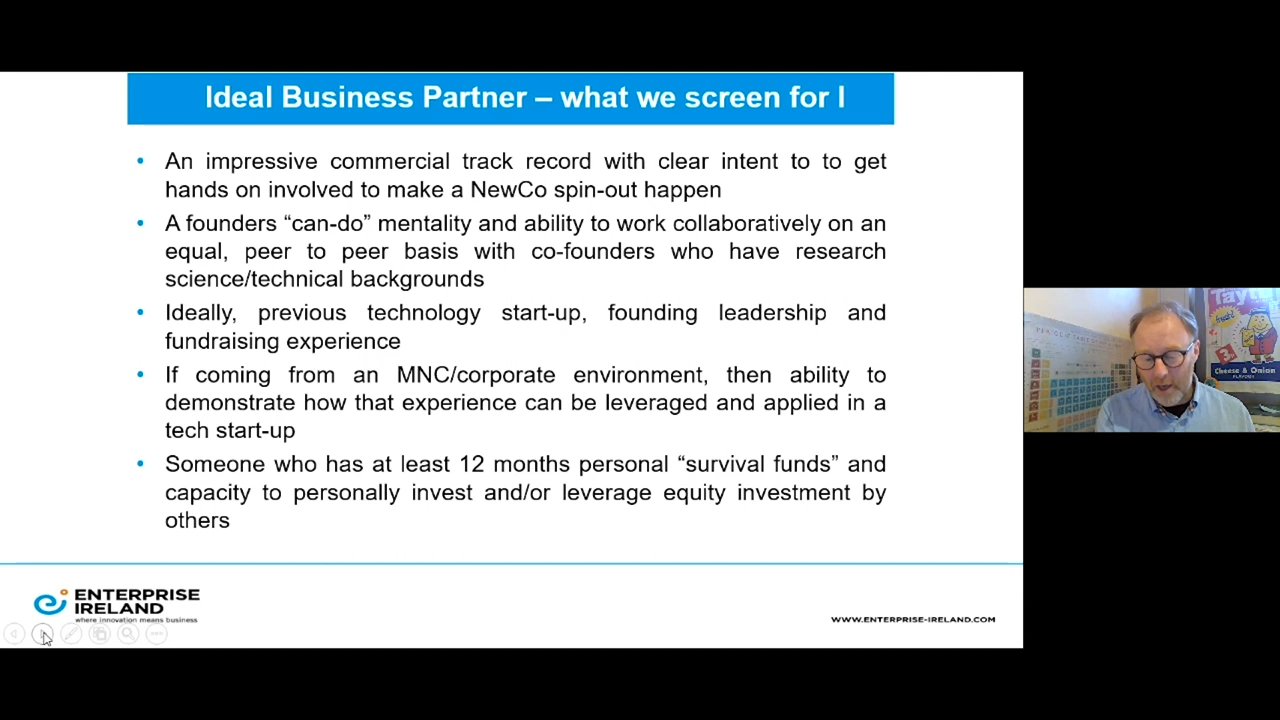 Ideal Business Partner – what we screen for I
• An impressive commercial track record with clear intent to to get
hands on involved to make a NewCo spin-out happen
• A founders “can-do” mentality and ability to work collaboratively on an
equal, peer to peer basis with co-founders who have research
science/technical backgrounds
• Ideally, previous technology start-up, founding leadership and
fundraising experience
• If coming from an MNC/corporate environment, then ability to
demonstrate how that experience can be leveraged and applied in a
tech start-up
• Someone who has at least 12 months personal “survival funds” and
capacity to personally invest and/or leverage equity investment by
others
ENTERPRISE
IRELAND
where innovation means business
WWW.ENTERPRISE-IRELAND.COM
fresh!
3
Cheese & Onion
FLAVOUR